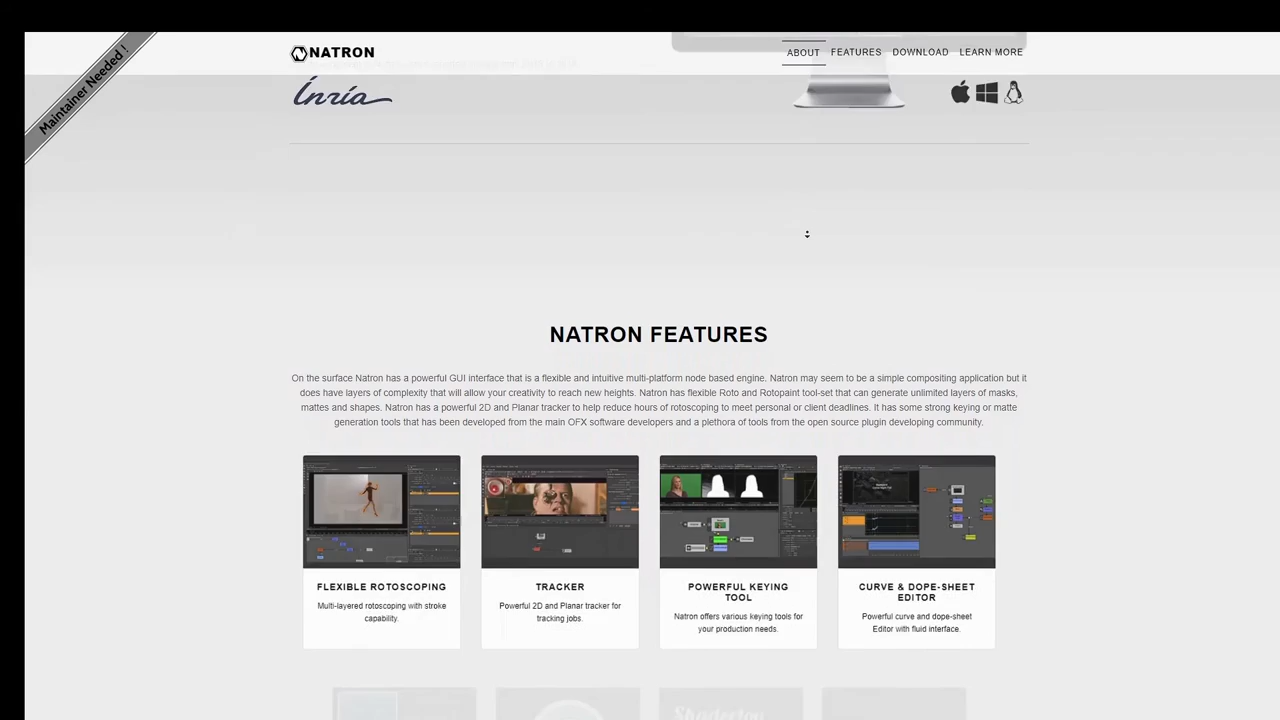 Maintainer Needed !
NATRON
ABOUT
FEATURES
DOWNLOAD
LEARN MORE
Inria
NATRON FEATURES
On the surface Natron has a powerful GUI interface that is a flexible and intuitive multi-platform node based engine. Natron may seem to be a simple compositing application but it
does have layers of complexity that will allow your creativity to reach new heights. Natron has flexible Roto and Rotopaint tool-set that can generate unlimited layers of masks,
mattes and shapes. Natron has a powerful 2D and Planar tracker to help reduce hours of rotoscoping to meet personal or client deadlines. It has some strong keying or matte
generation tools that has been developed from the main OFX software developers and a plethora of tools from the open source plugin developing community.
FLEXIBLE ROTOSCOPING
Multi-layered rotoscoping with stroke
capability.
TRACKER
Powerful 2D and Planar tracker for
tracking jobs.
POWERFUL KEYING
TOOL
Natron offers various keying tools for
your production needs.
CURVE & DOPE-SHEET
EDITOR
Powerful curve and dope-sheet
Editor with fluid interface.
Shadertoy